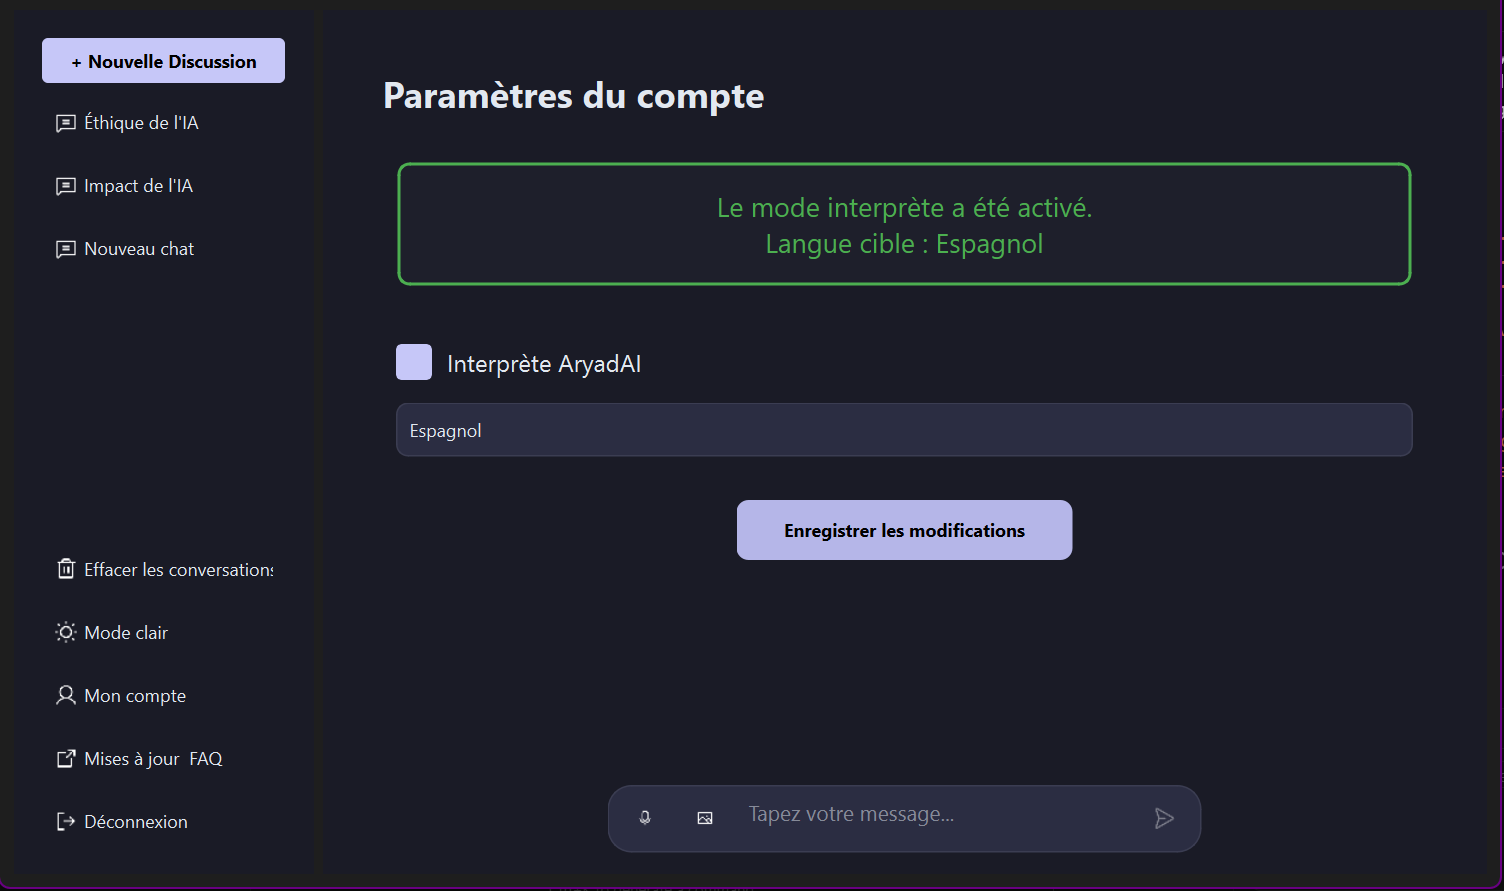 + Nouvelle Discussion
Éthique de l'IA
Impact de l'IA
Nouveau chat
Effacer les conversations
Mode clair
Mon compte
Mises à jour  FAQ
Déconnexion
Paramètres du compte
Le mode interprète a été activé.
Langue cible : Espagnol
Interprète AryadAI
Espagnol
Enregistrer les modifications
Tapez votre message...